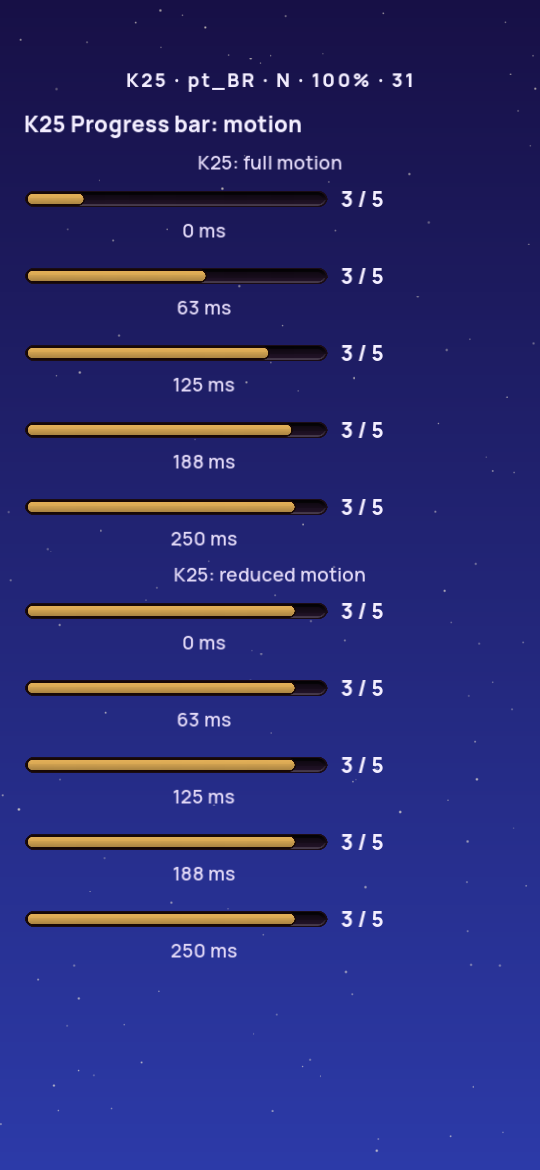 K25 · pt_BR · N · 100% · 31
K25 Progress bar: motion
K25: full motion
3 / 5
0 ms
3 / 5
63 ms
3 / 5
125 ms
3 / 5
188 ms
3 / 5
250 ms
K25: reduced motion
3 / 5
0 ms
3 / 5
63 ms
3 / 5
125 ms
3 / 5
188 ms
3 / 5
250 ms